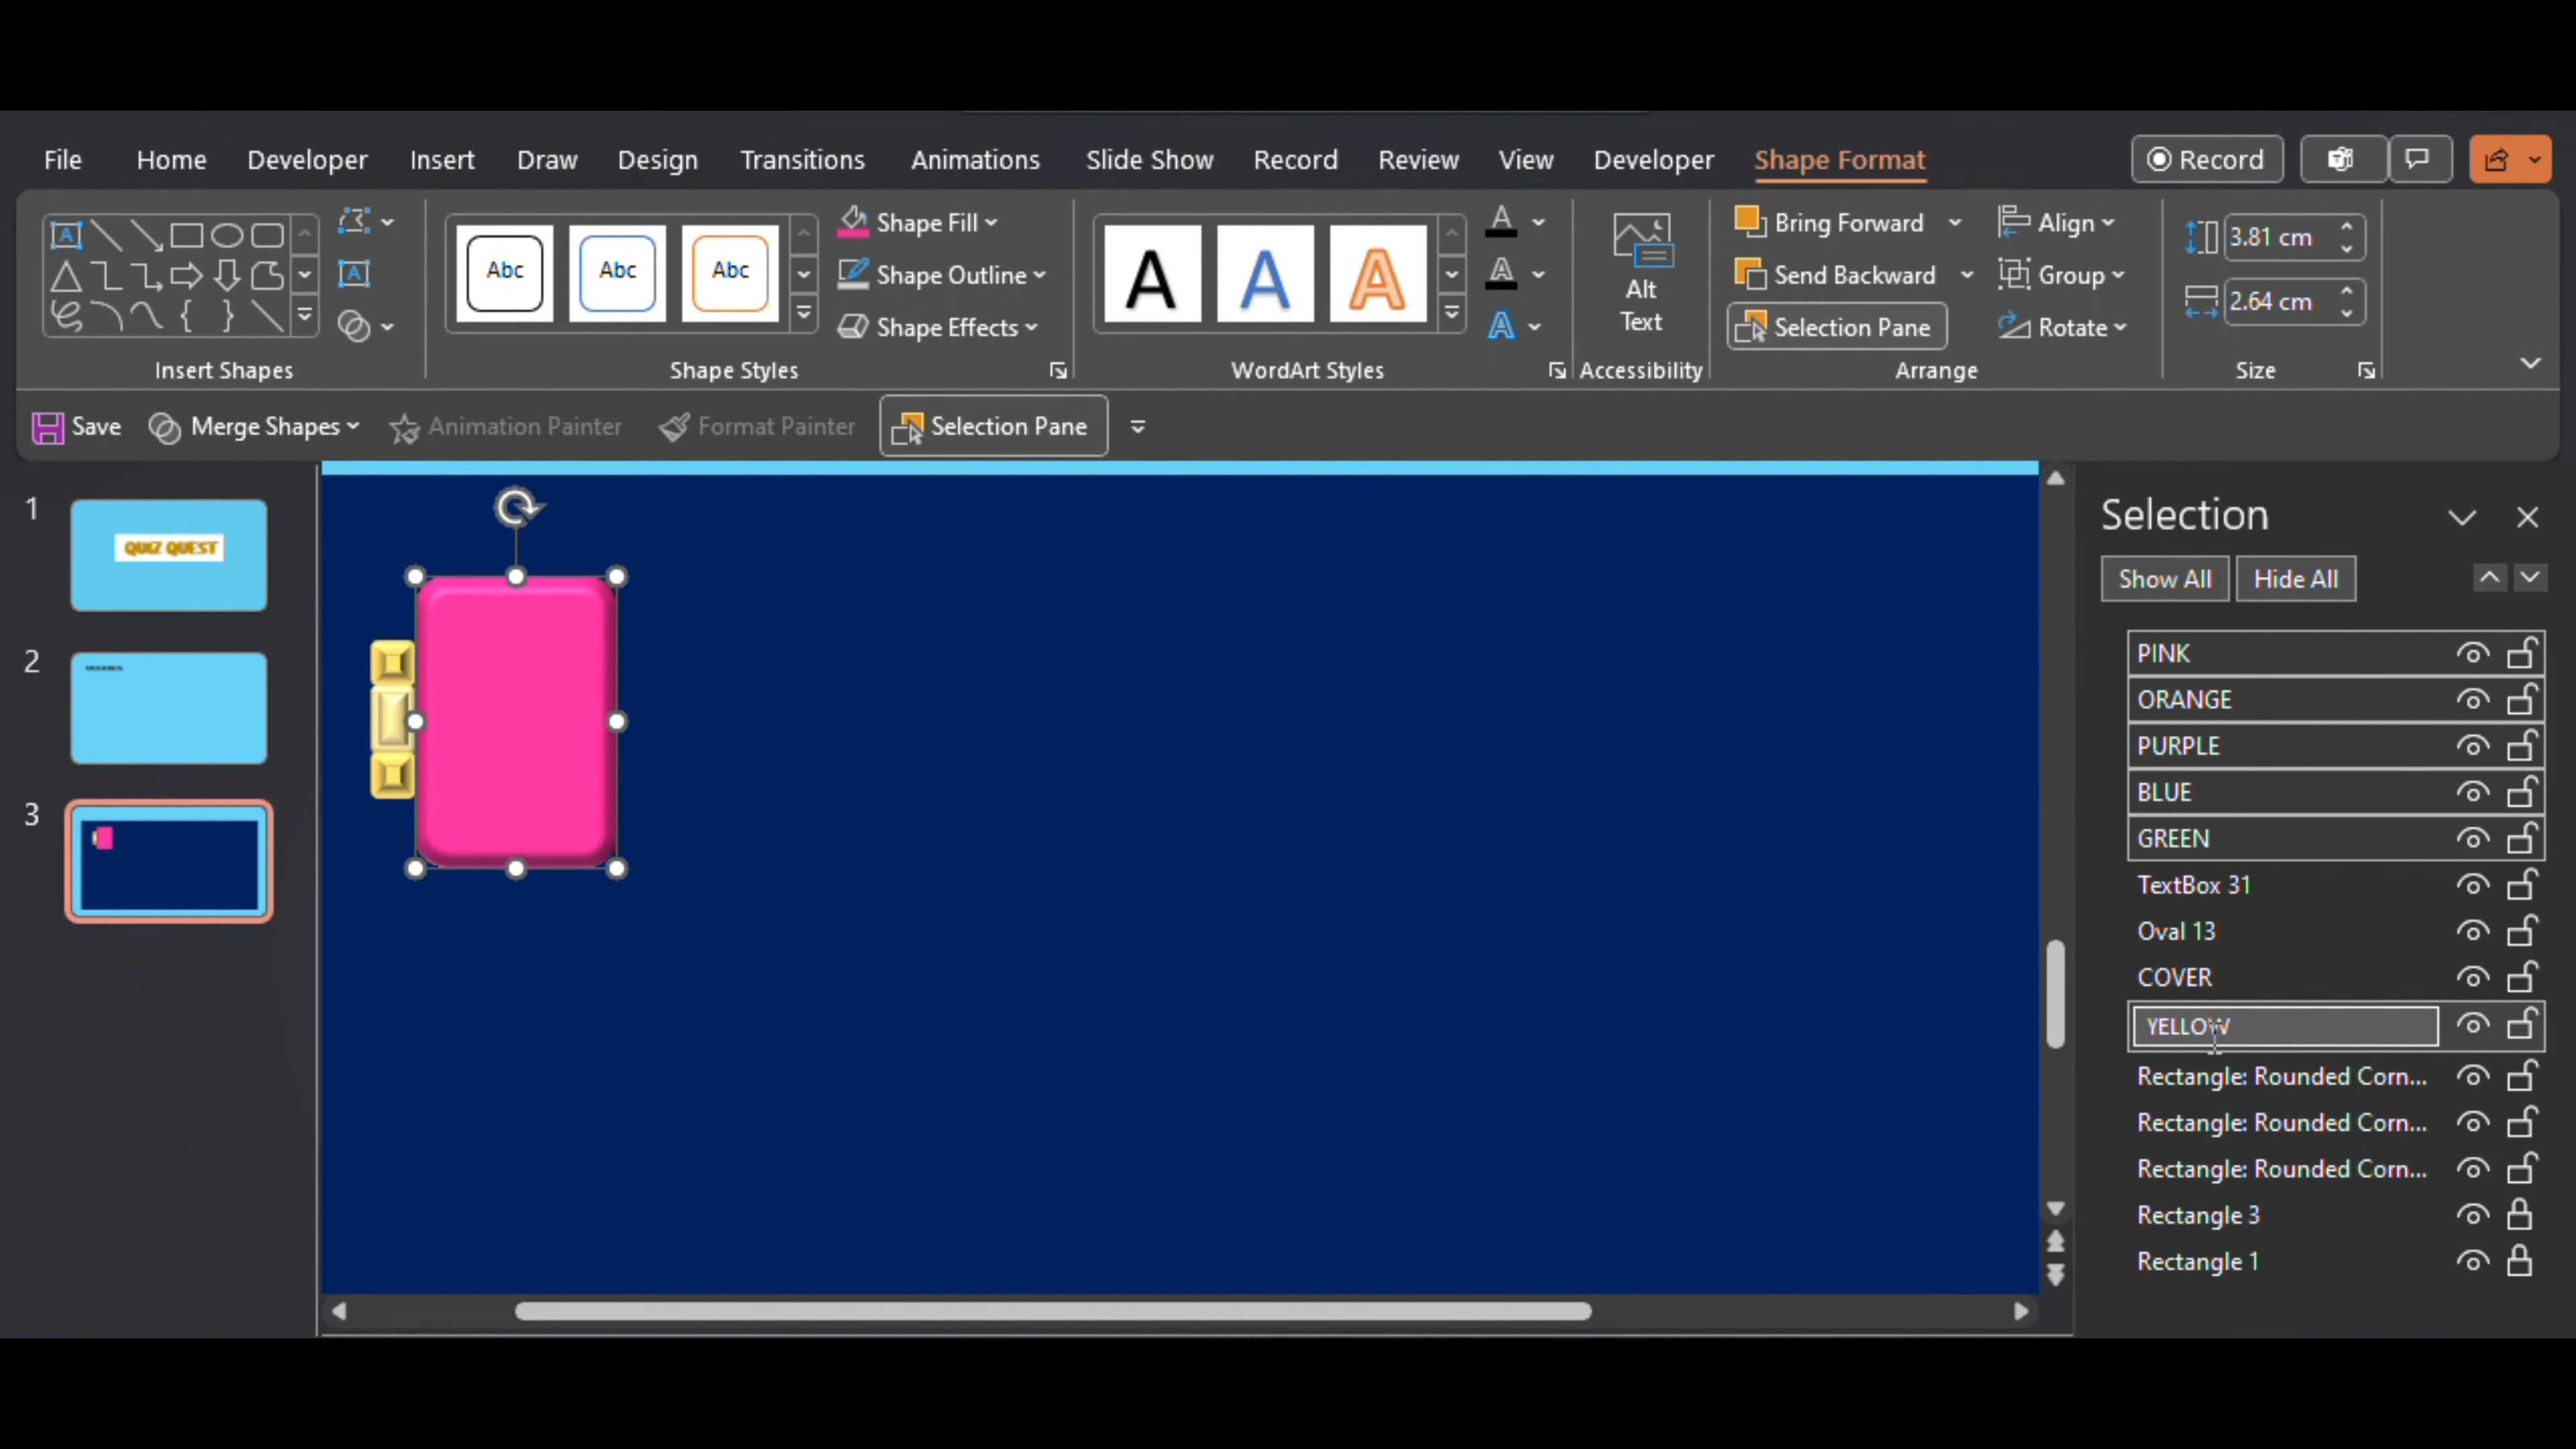 File Home Developer Insert Draw Design Transitions Animations Slide Show Record Review View Developer Shape Format Record
Shape Fill
Shape Outline
Shape Effects
Abc Abc Abc
A A A
Alt
Text
Bring Forward
Send Backward
Selection Pane
Align
Group
Rotate
3.81 cm
2.64 cm
Insert Shapes Shape Styles WordArt Styles Accessibility Arrange Size
Save Merge Shapes Animation Painter Format Painter Selection Pane
1
QUIZ QUEST
2
3
Selection
Show All Hide All
PINK
ORANGE
PURPLE
BLUE
GREEN
TextBox 31
Oval 13
COVER
YELLOW
Rectangle: Rounded Corn...
Rectangle: Rounded Corn...
Rectangle: Rounded Corn...
Rectangle 3
Rectangle 1